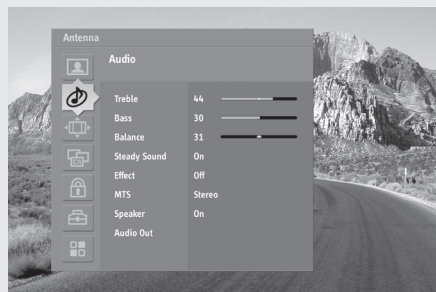 Antenna
Audio
Treble 44
Bass 30
Balance 31
Steady Sound On
Effect Off
MTS Stereo
Speaker On
Audio Out